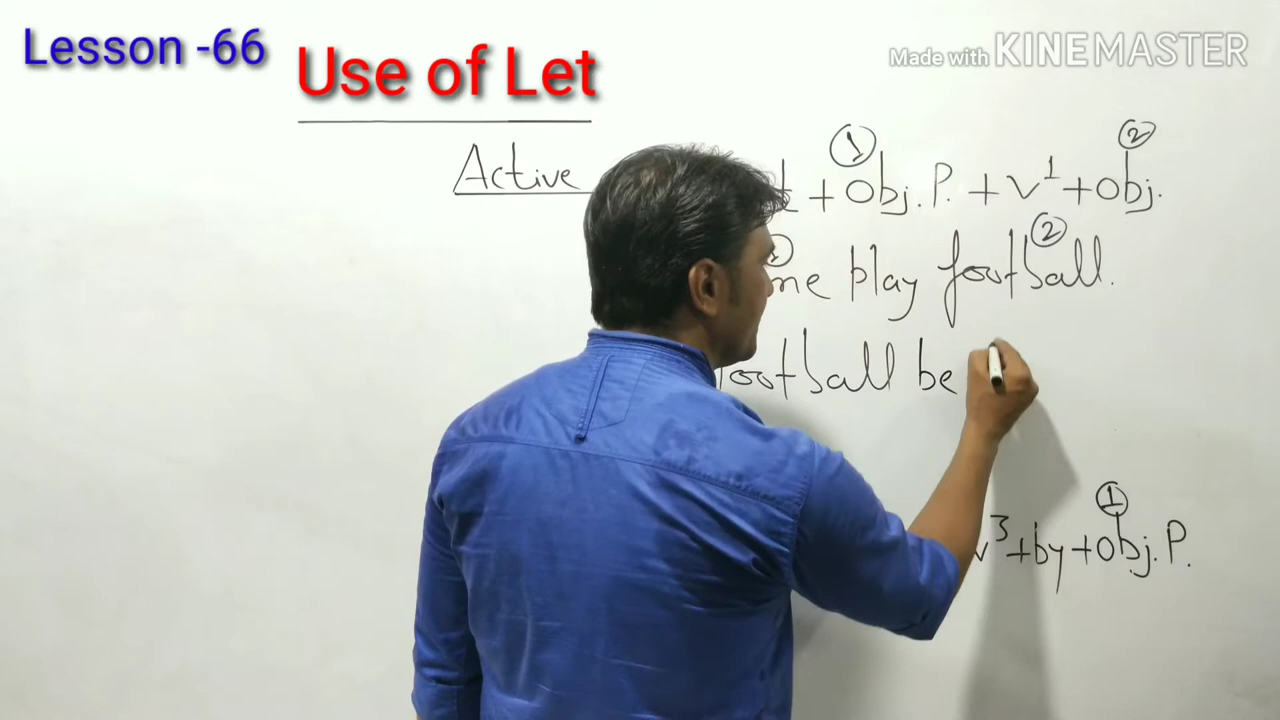 Lesson -66
Made with KINEMASTER
Use of Let
Active + Obj. P. + V¹ + Obj.
① ②
me play football.
① ②
football be
V³ + by + Obj. P.
①